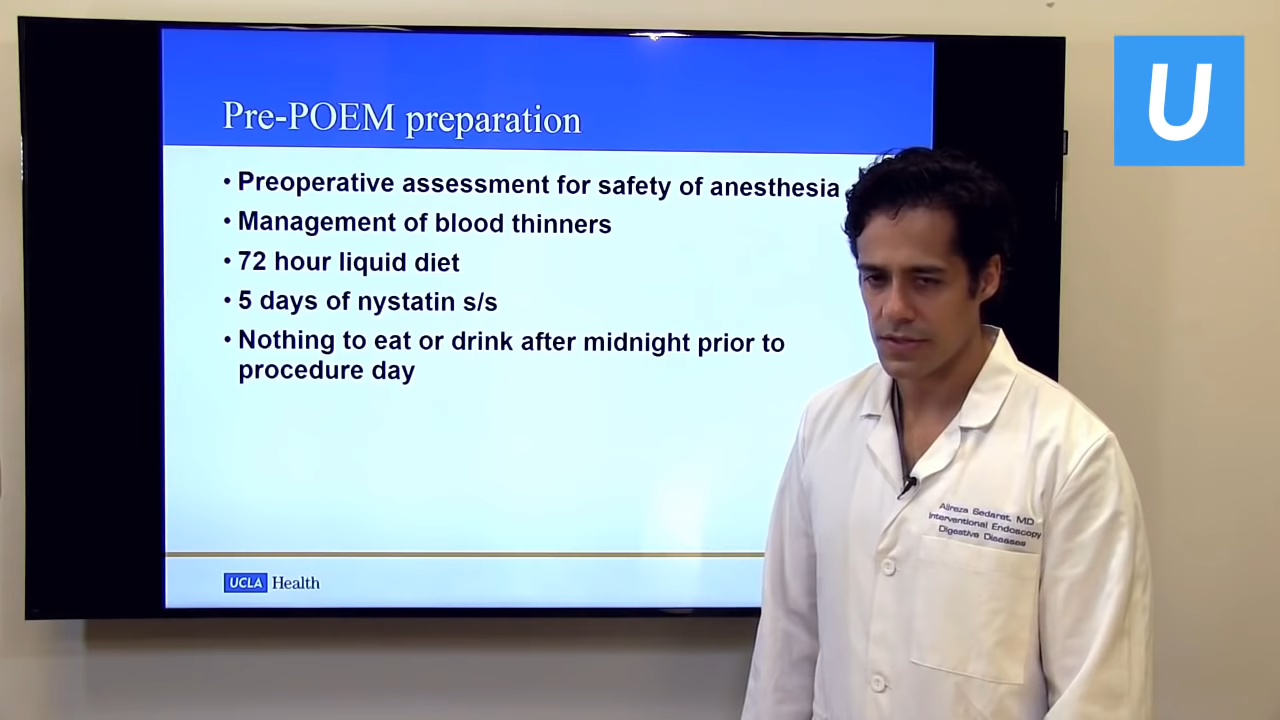 Pre-POEM preparation
• Preoperative assessment for safety of anesthesia
• Management of blood thinners
• 72 hour liquid diet
• 5 days of nystatin s/s
• Nothing to eat or drink after midnight prior to
procedure day
UCLA Health
U
Alireza Sedarat, MD
Interventional Endoscopy
Digestive Diseases